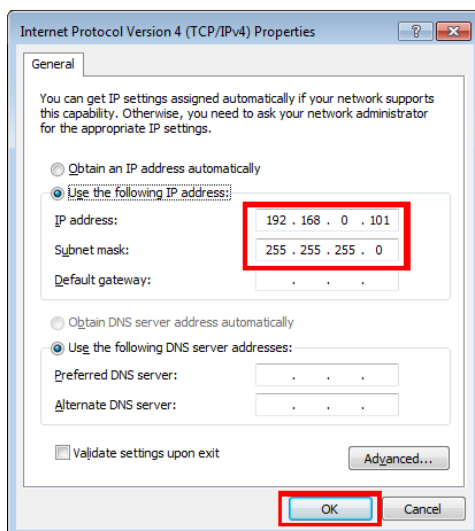 Internet Protocol Version 4 (TCP/IPv4) Properties
General
You can get IP settings assigned automatically if your network supports
this capability. Otherwise, you need to ask your network administrator
for the appropriate IP settings.
Obtain an IP address automatically
Use the following IP address:
IP address: 192 . 168 . 0 . 101
Subnet mask: 255 . 255 . 255 . 0
Default gateway: . . .
Obtain DNS server address automatically
Use the following DNS server addresses:
Preferred DNS server: . . .
Alternate DNS server: . . .
Validate settings upon exit
Advanced...
OK Cancel